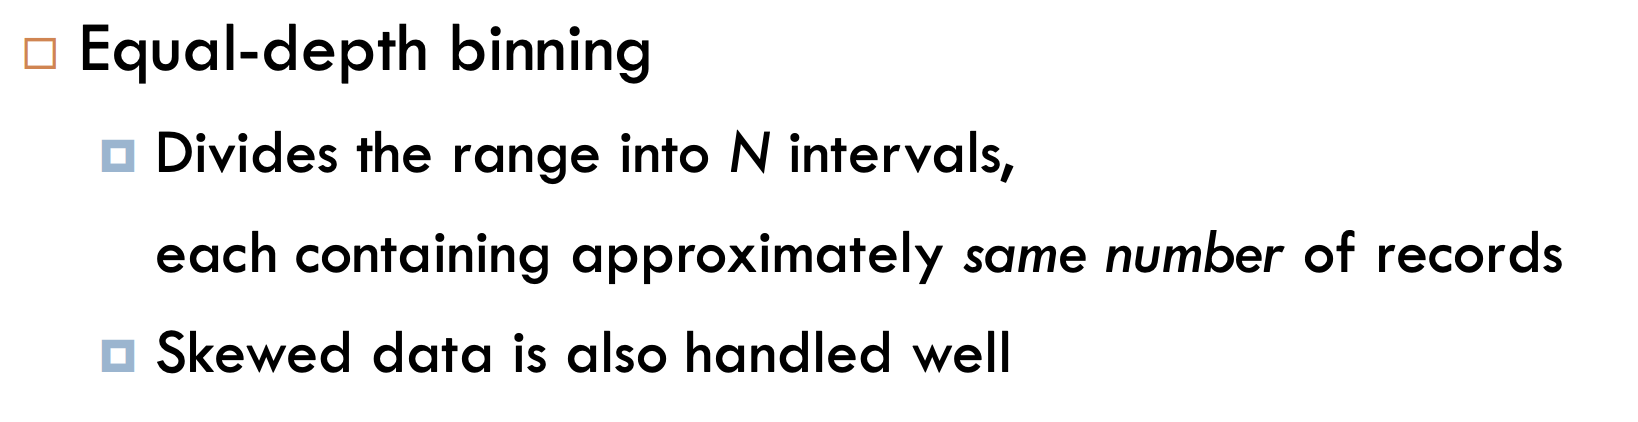 Equal-depth binning
Divides the range into N intervals,
each containing approximately same number of records
Skewed data is also handled well